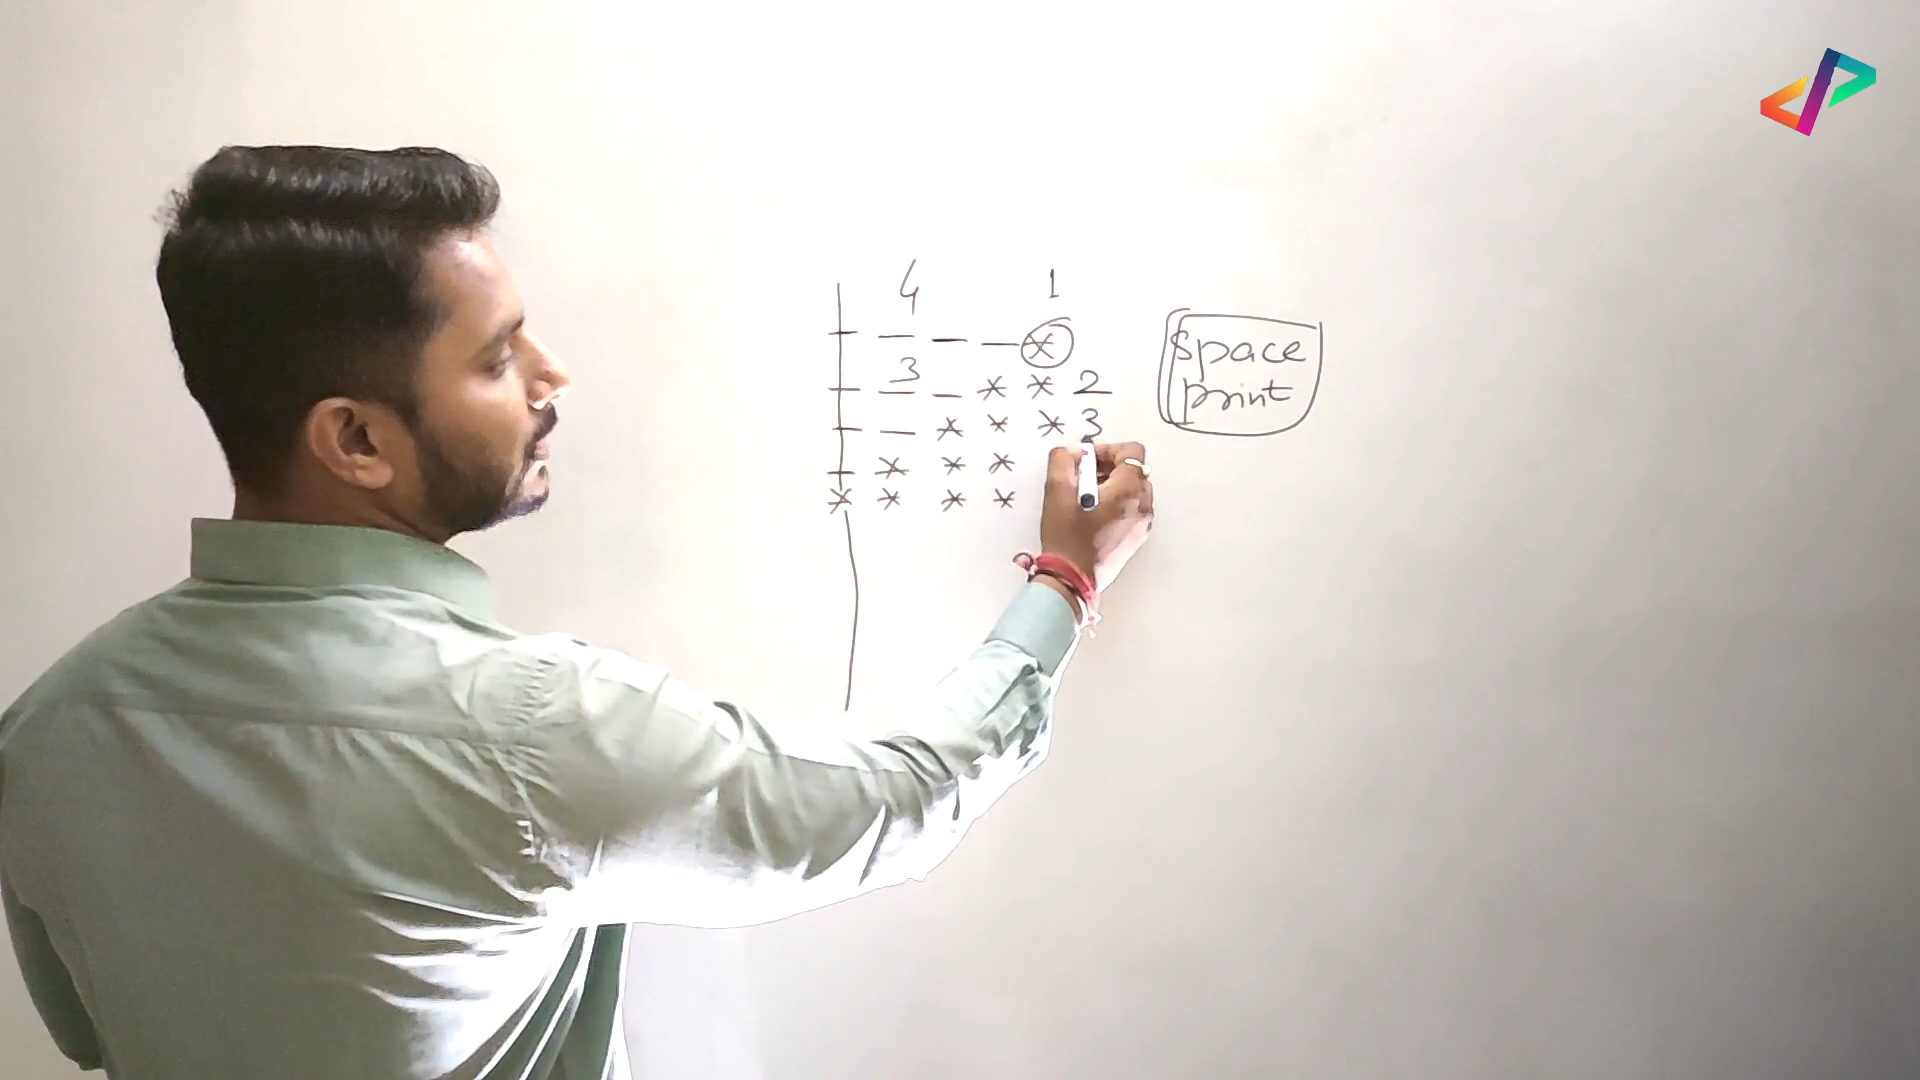 4 1
— — — — *
3
— — — * * 2
— — * * * 3
— * * *
* * * *
space
print